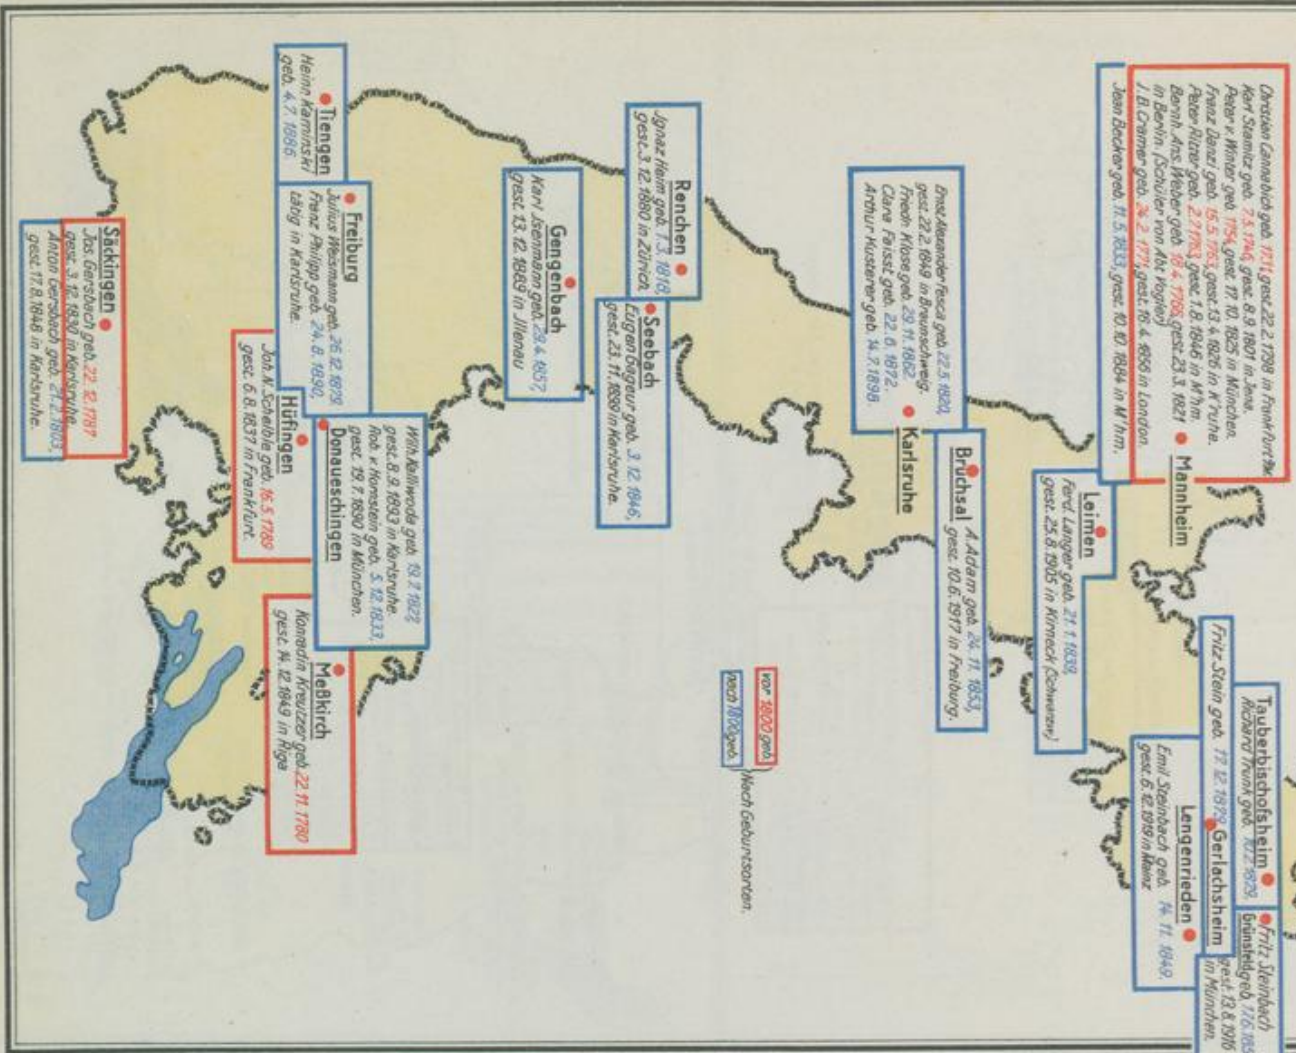 Christian Cannabich geb. 1731, gest. 22.2. 1798 in Frankfurt
Karl Stamitz geb. 7.5. 1746, gest. 8.9. 1801 in Jena.
Peter v. Winter geb. 1754, gest. 17. 10. 1825 in München.
Franz Danzi geb. 15.5. 1763, gest. 13. 4. 1826 in K'ruhe.
Peter Ritter geb. 2.7. 1763, gest. 1.8. 1846 in M'hm.
Bernh. Ans. Weber geb. 18. 4. 1766, gest. 23.3. 1821
in Berlin. (Schüler von Abt Vogler)
J. B. Cramer geb. 24. 2. 1771, gest. 16. 4. 1858 in London.
Jean Becker geb. 11. 5. 1833, gest. 10. 10. 1884 in M'hm.
Mannheim
Tauberbischofsheim
Richard Trunk geb. 10.2. 1879.
Fritz Steinbach
Grünsfeld geb. 17.6.185
gest. 13. 8. 1916
in München.
Fritz Stein geb. 17. 12. 1879. Gerlachsheim
Lengenrieden
Emil Steinbach geb. 14. 11. 1849.
gest. 6. 12. 1919 in Mainz
Leimen
Ferd. Langer geb. 21. 1. 1839,
gest. 25. 8. 1905 in Kirneck (Schwarzw.)
Bruchsal
A. Adam geb. 24. 11. 1853,
gest. 10. 6. 1917 in Freiburg.
Ernst Alexander Fesca geb. 22. 5. 1820,
gest. 22. 2. 1849 in Braunschweig.
Friedr. Klose geb. 29. 11. 1862.
Clara Faisst geb. 22. 6. 1872.
Arthur Kusterer geb. 14. 7. 1898.
Karlsruhe
Renchen
Jgnaz Heim geb. 7. 3. 1818,
gest. 3. 12. 1880 in Zürich.
Seebach
Eugen Gageur geb. 3. 12. 1846,
gest. 23. 11. 1899 in Karlsruhe.
Gengenbach
Karl Jsenmann geb. 29. 4. 1837,
gest. 13. 12. 1889 in Jllenau
vor 1800 geb.
nach 1800 geb.
Nach Geburtsorten.
Tiengen
Heinr. Kaminski
geb. 4. 7. 1886
Freiburg
Julius Weismann geb. 26. 12. 1879.
Franz Philipp geb. 24. 8. 1890,
tätig in Karlsruhe.
Wilh. Kalliwoda geb. 19. 7. 1827,
gest. 8. 9. 1893 in Karlsruhe.
Rob. v. Hornstein geb. 5. 12. 1833,
gest. 19. 7. 1890 in München.
Donaueschingen
Hüfingen
Joh. N. Schelble geb. 16. 5. 1789
gest. 6. 8. 1837 in Frankfurt.
Meßkirch
Konradin Kreutzer geb. 22. 11. 1780
gest. 14. 12. 1849 in Riga
Säckingen
Jos. Gersbach geb. 22. 12. 1787
gest. 3. 12. 1830 in Karlsruhe.
Anton Gersbach geb. 21. 2. 1803,
gest. 17. 8. 1848 in Karlsruhe.